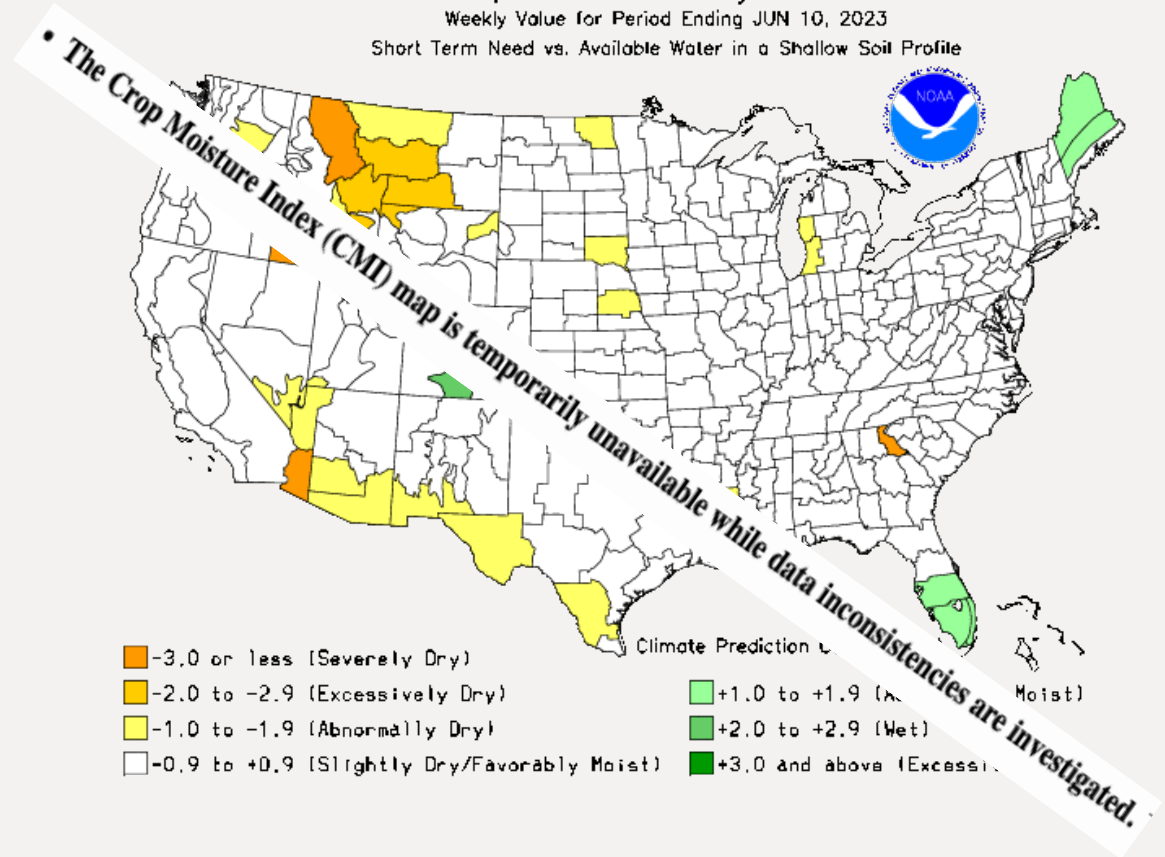 Weekly Value for Period Ending JUN 10, 2023
Short Term Need vs. Available Water in a Shallow Soil Profile
NOAA
• The Crop Moisture Index (CMI) map is temporarily unavailable while data inconsistencies are investigated.
Climate Prediction
-3.0 or less (Severely Dry)
-2.0 to -2.9 (Excessively Dry)
-1.0 to -1.9 (Abnormally Dry)
-0.9 to +0.9 (Slightly Dry/Favorably Moist)
+1.0 to +1.9 Moist)
+2.0 to +2.9 (Wet)
+3.0 and above